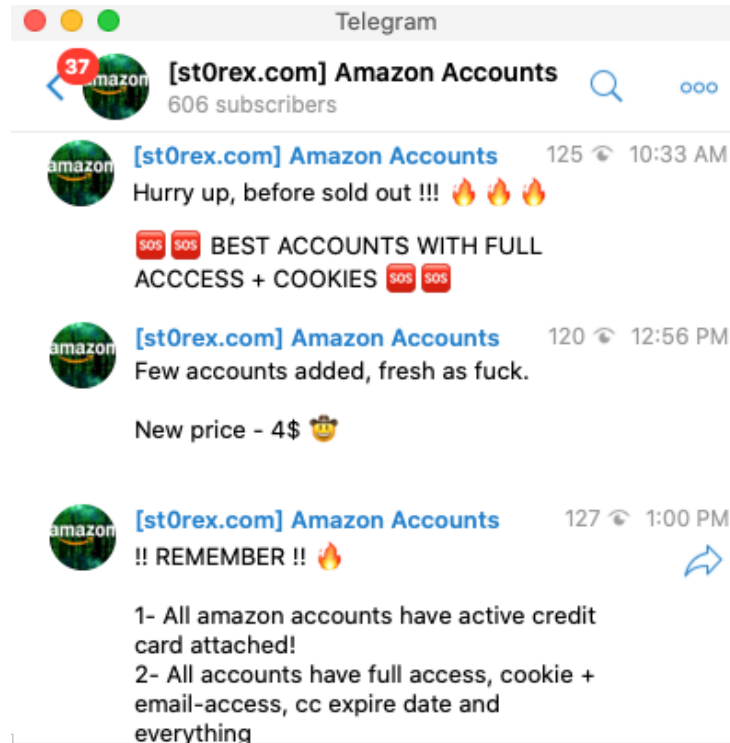 Telegram
37
amazon
[st0rex.com] Amazon Accounts
606 subscribers
ooo
amazon
[st0rex.com] Amazon Accounts 125 10:33 AM
Hurry up, before sold out !!! 🔥 🔥 🔥
🆘 🆘 BEST ACCOUNTS WITH FULL
ACCCESS + COOKIES 🆘 🆘
amazon
[st0rex.com] Amazon Accounts 120 12:56 PM
Few accounts added, fresh as fuck.
New price - 4$ 🤠
amazon
[st0rex.com] Amazon Accounts 127 1:00 PM
!! REMEMBER !! 🔥
1- All amazon accounts have active credit
card attached!
2- All accounts have full access, cookie +
email-access, cc expire date and
everything